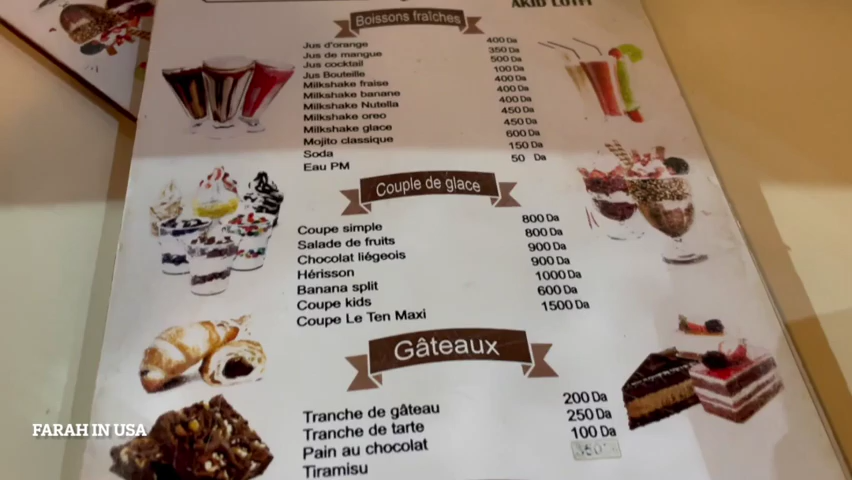 AKID LOTFI
Boissons fraîches
Jus d'orange 400 Da
Jus de mangue 350 Da
Jus cocktail 500 Da
Jus Bouteille 100 Da
Milkshake fraise 400 Da
Milkshake banane 400 Da
Milkshake Nutella 400 Da
Milkshake oreo 450 Da
Milkshake glace 450 Da
Mojito classique 600 Da
Soda 150 Da
Eau PM 50 Da
Couple de glace
Coupe simple 800 Da
Salade de fruits 800 Da
Chocolat liégeois 900 Da
Hérisson 900 Da
Banana split 1000 Da
Coupe kids 600 Da
Coupe Le Ten Maxi 1500 Da
Gâteaux
Tranche de gâteau 200 Da
Tranche de tarte 250 Da
Pain au chocolat 100 Da
Tiramisu 350
FARAH IN USA